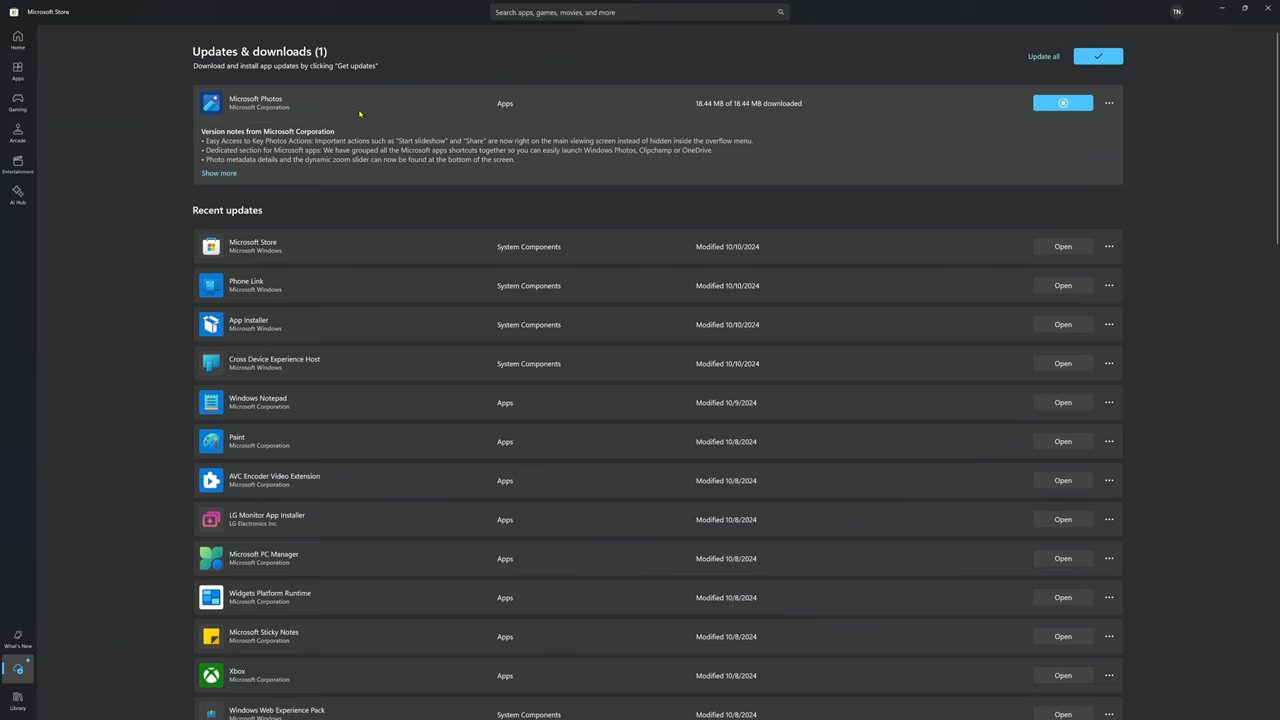 Microsoft Store
Search apps, games, movies, and more
TN
Home
Apps
Gaming
Arcade
Entertainment
AI Hub
What's New
Library
Updates & downloads (1)
Download and install app updates by clicking "Get updates"
Update all
Microsoft Photos
Microsoft Corporation
Apps
18.44 MB of 18.44 MB downloaded
Version notes from Microsoft Corporation
• Easy Access to Key Photos Actions: Important actions such as "Start slideshow" and "Share" are now right on the main viewing screen instead of hidden inside the overflow menu.
• Dedicated section for Microsoft apps: We have grouped all the Microsoft apps shortcuts together so you can easily launch Windows Photos, Clipchamp or OneDrive.
• Photo metadata details and the dynamic zoom slider can now be found at the bottom of the screen.
Show more
Recent updates
Microsoft Store
Microsoft Windows
System Components
Modified 10/10/2024
Open
Phone Link
Microsoft Windows
System Components
Modified 10/10/2024
Open
App Installer
Microsoft Windows
System Components
Modified 10/10/2024
Open
Cross Device Experience Host
Microsoft Windows
System Components
Modified 10/10/2024
Open
Windows Notepad
Microsoft Corporation
Apps
Modified 10/9/2024
Open
Paint
Microsoft Corporation
Apps
Modified 10/8/2024
Open
AVC Encoder Video Extension
Microsoft Corporation
Apps
Modified 10/8/2024
Open
LG Monitor App Installer
LG Electronics Inc.
Apps
Modified 10/8/2024
Open
Microsoft PC Manager
Microsoft Corporation
Apps
Modified 10/8/2024
Open
Widgets Platform Runtime
Microsoft Corporation
Apps
Modified 10/8/2024
Open
Microsoft Sticky Notes
Microsoft Corporation
Apps
Modified 10/8/2024
Open
Xbox
Microsoft Corporation
Apps
Modified 10/8/2024
Open
Windows Web Experience Pack
System Components
Modified 10/8/2024
Open